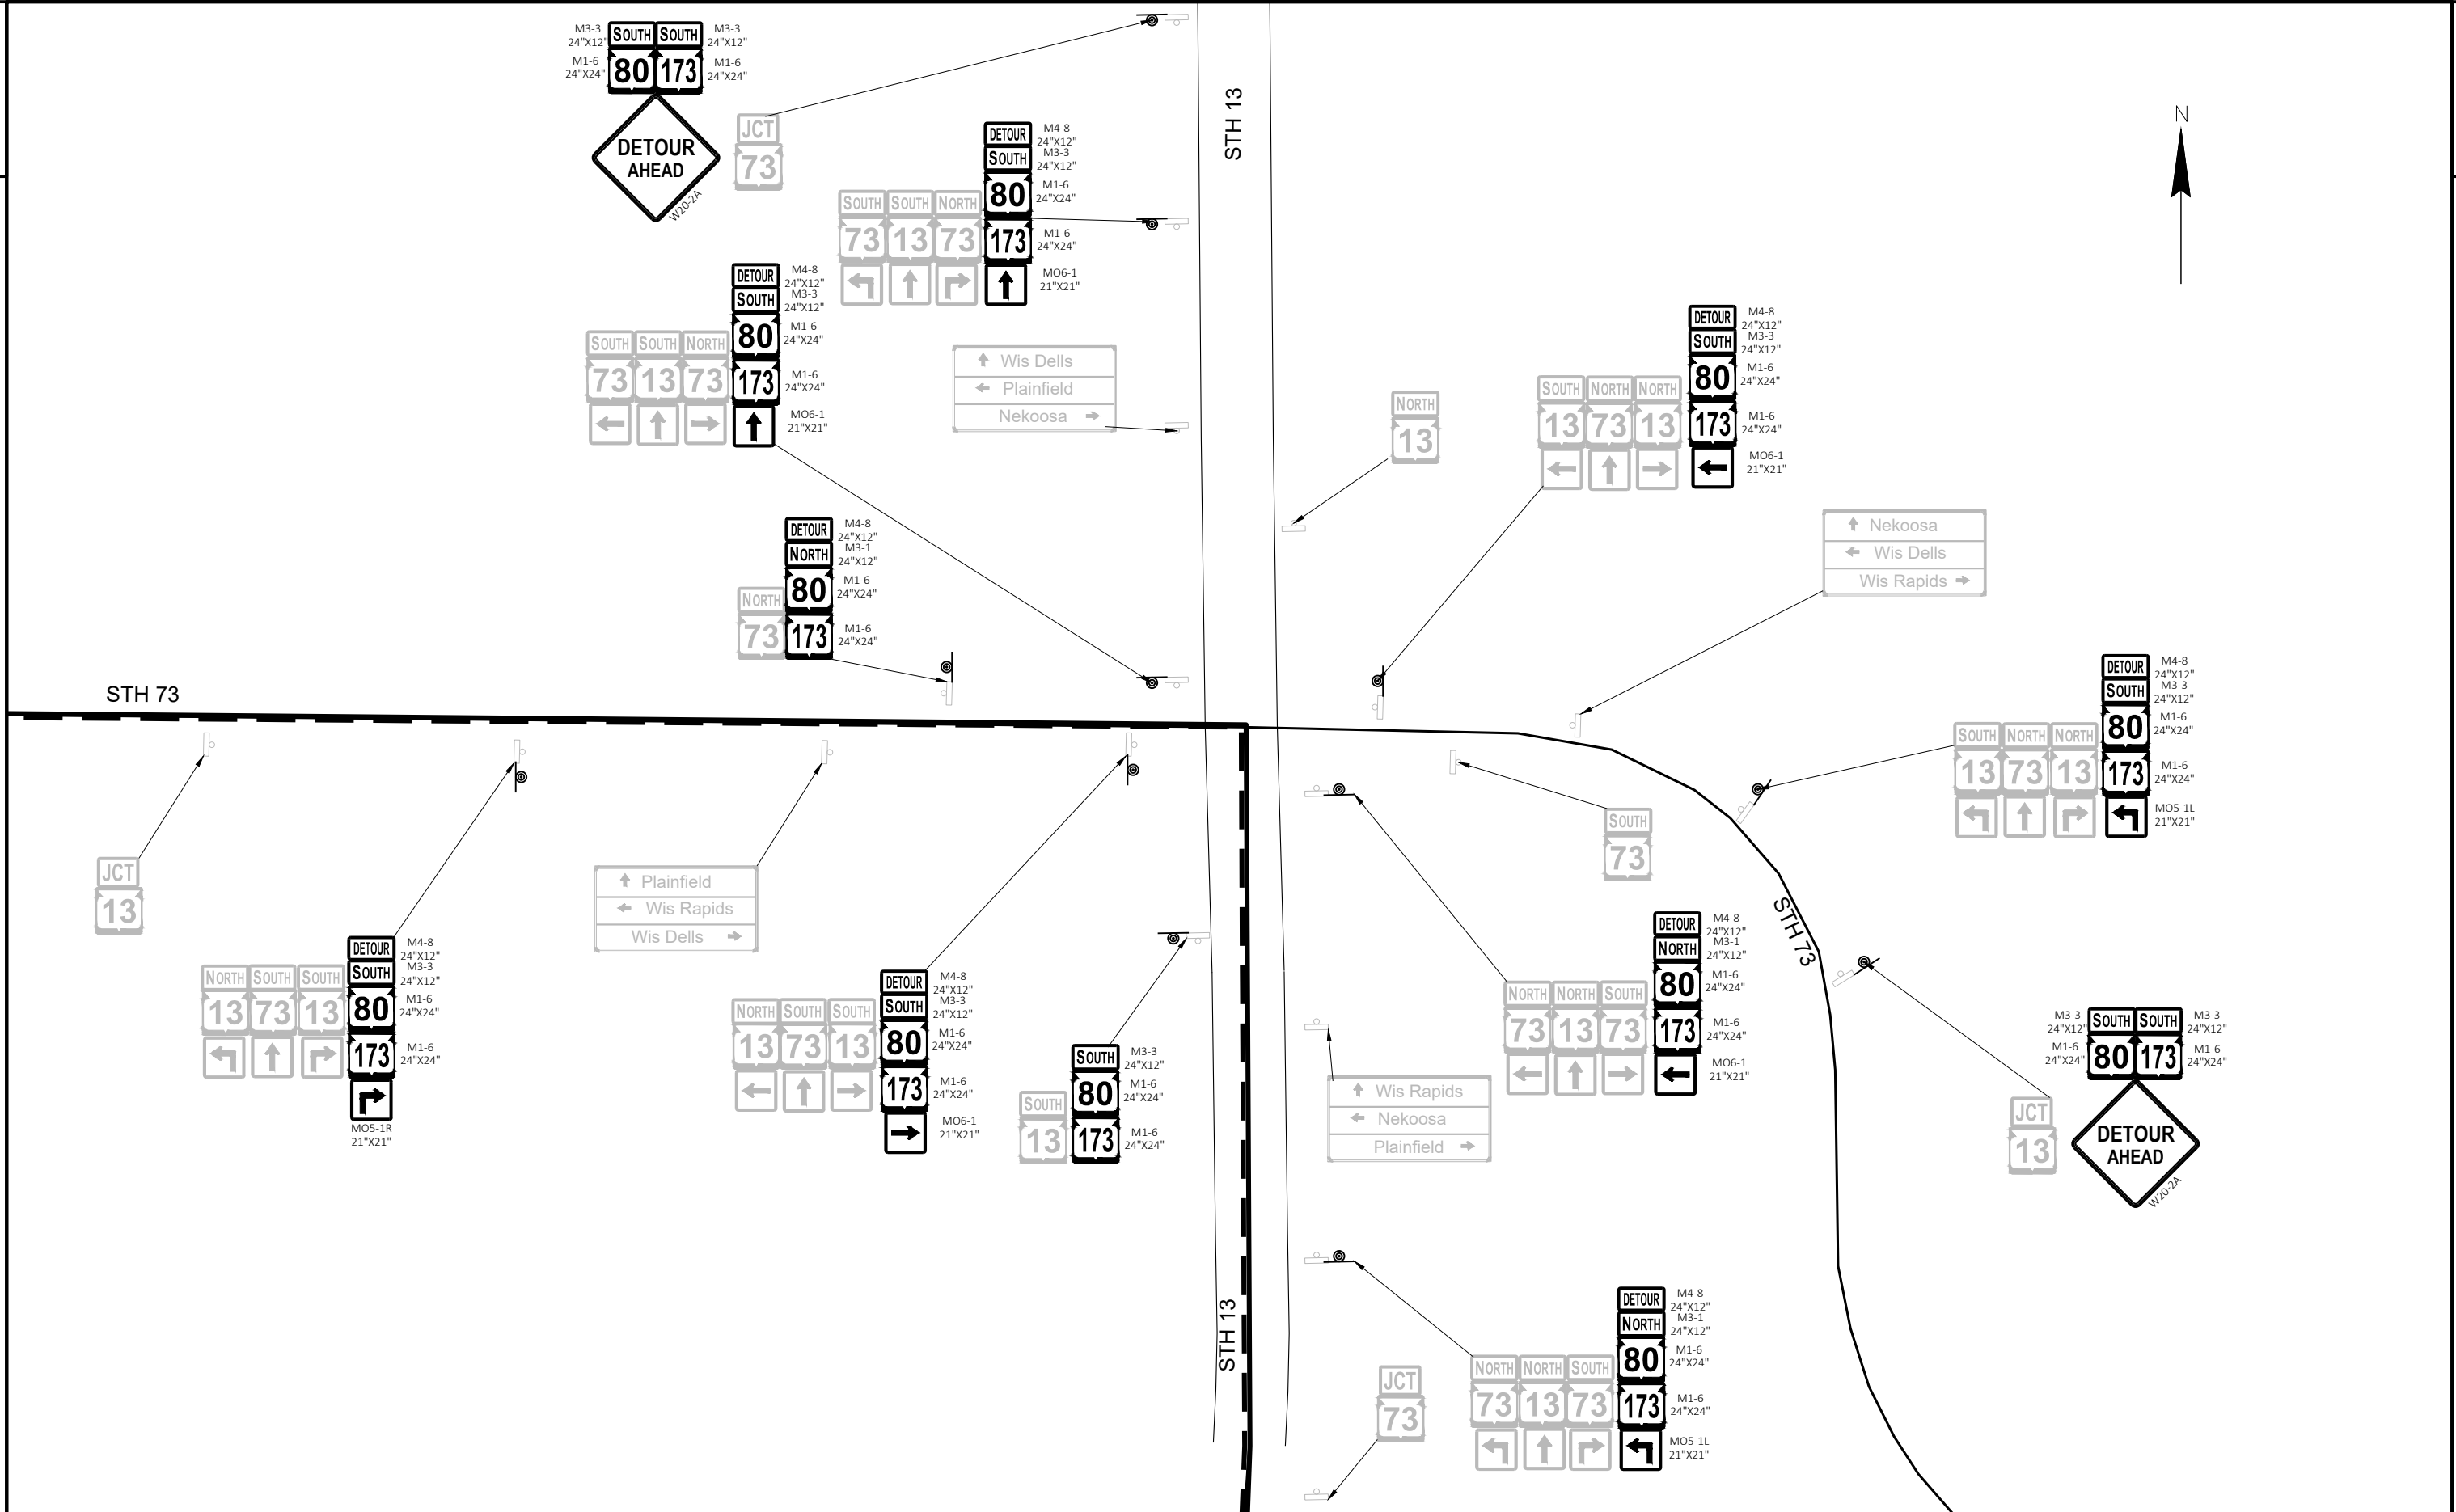 M3-3
24"X12"
SOUTH SOUTH
M3-3
24"X12"
M1-6
24"X24"
80 173
M1-6
24"X24"
DETOUR
AHEAD
W20-2A
JCT
73
STH 13
N
SOUTH SOUTH NORTH
73 13 73
DETOUR
SOUTH
80
173
M4-8
24"X12"
M3-3
24"X12"
M1-6
24"X24"
M1-6
24"X24"
MO6-1
21"X21"
SOUTH SOUTH NORTH
73 13 73
DETOUR
SOUTH
80
173
M4-8
24"X12"
M3-3
24"X12"
M1-6
24"X24"
M1-6
24"X24"
MO6-1
21"X21"
Wis Dells
Plainfield
Nekoosa
NORTH
13
SOUTH NORTH NORTH
13 73 13
DETOUR
SOUTH
80
173
M4-8
24"X12"
M3-3
24"X12"
M1-6
24"X24"
M1-6
24"X24"
MO6-1
21"X21"
NORTH
73
DETOUR
NORTH
80
173
M4-8
24"X12"
M3-1
24"X12"
M1-6
24"X24"
M1-6
24"X24"
Nekoosa
Wis Dells
Wis Rapids
STH 73
SOUTH NORTH NORTH
13 73 13
DETOUR
SOUTH
80
173
M4-8
24"X12"
M3-3
24"X12"
M1-6
24"X24"
M1-6
24"X24"
MO5-1L
21"X21"
SOUTH
73
JCT
13
Plainfield
Wis Rapids
Wis Dells
STH 73
NORTH SOUTH SOUTH
13 73 13
DETOUR
SOUTH
80
173
M4-8
24"X12"
M3-3
24"X12"
M1-6
24"X24"
M1-6
24"X24"
MO5-1R
21"X21"
NORTH SOUTH SOUTH
13 73 13
DETOUR
SOUTH
80
173
M4-8
24"X12"
M3-3
24"X12"
M1-6
24"X24"
M1-6
24"X24"
MO6-1
21"X21"
SOUTH
13
SOUTH
80
173
M3-3
24"X12"
M1-6
24"X24"
M1-6
24"X24"
NORTH NORTH SOUTH
73 13 73
DETOUR
NORTH
80
173
M4-8
24"X12"
M3-1
24"X12"
M1-6
24"X24"
M1-6
24"X24"
MO6-1
21"X21"
Wis Rapids
Nekoosa
Plainfield
M3-3
24"X12"
SOUTH SOUTH
M3-3
24"X12"
M1-6
24"X24"
80 173
M1-6
24"X24"
DETOUR
AHEAD
W20-2A
JCT
13
STH 13
JCT
73
NORTH NORTH SOUTH
73 13 73
DETOUR
NORTH
80
173
M4-8
24"X12"
M3-1
24"X12"
M1-6
24"X24"
M1-6
24"X24"
MO5-1L
21"X21"